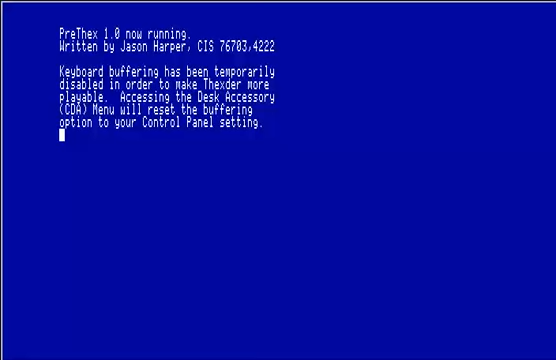 PreThex 1.0 now running.
Written by Jason Harper, CIS 76703,4222
Keyboard buffering has been temporarily
disabled in order to make Thexder more
playable.  Accessing the Desk Accessory
(CDA) Menu will reset the buffering
option to your Control Panel setting.